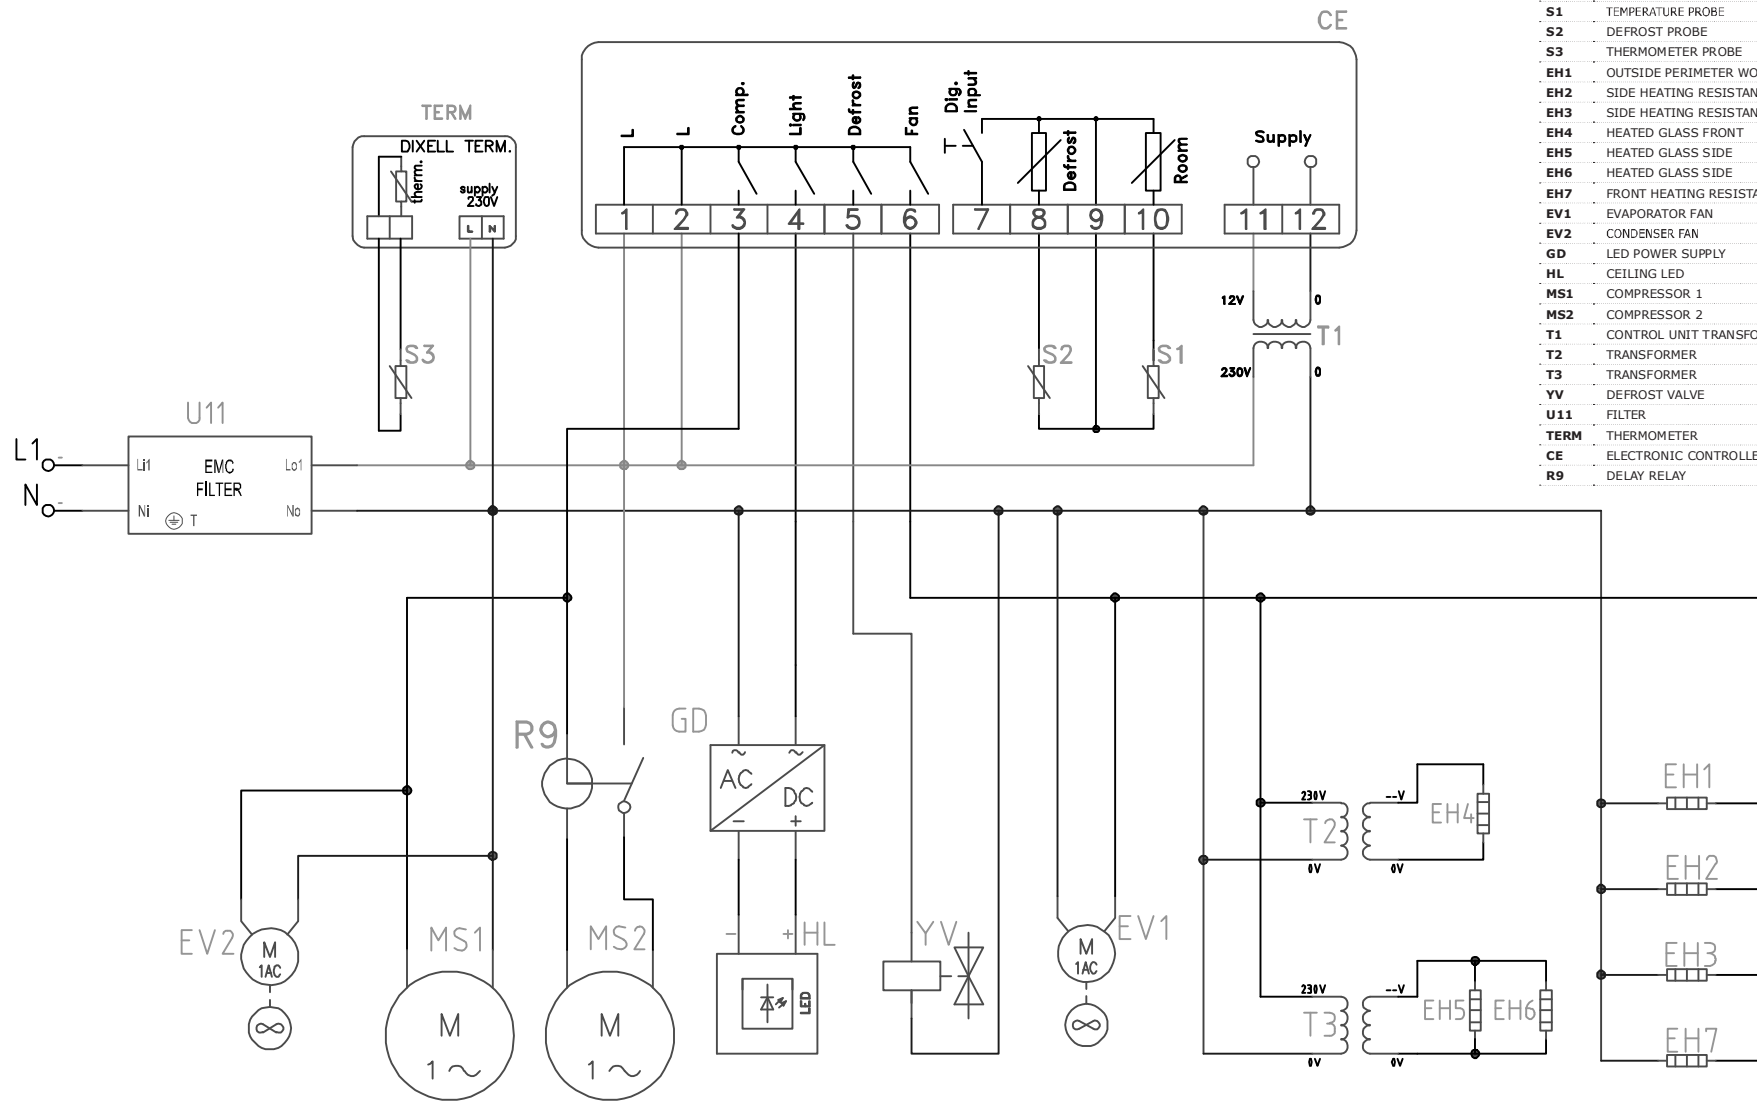 CE
S1 TEMPERATURE PROBE
S2 DEFROST PROBE
S3 THERMOMETER PROBE
EH1 OUTSIDE PERIMETER WO
EH2 SIDE HEATING RESISTAN
EH3 SIDE HEATING RESISTAN
EH4 HEATED GLASS FRONT
EH5 HEATED GLASS SIDE
EH6 HEATED GLASS SIDE
EH7 FRONT HEATING RESISTA
EV1 EVAPORATOR FAN
EV2 CONDENSER FAN
GD LED POWER SUPPLY
HL CEILING LED
MS1 COMPRESSOR 1
MS2 COMPRESSOR 2
T1 CONTROL UNIT TRANSFO
T2 TRANSFORMER
T3 TRANSFORMER
YV DEFROST VALVE
U11 FILTER
TERM THERMOMETER
CE ELECTRONIC CONTROLLE
R9 DELAY RELAY
TERM
DIXELL TERM.
therm.
supply
230V
L N
L
L
Comp.
Light
Defrost
Fan
Dig.
Input
Defrost
Room
Supply
1 2 3 4 5 6 7 8 9 10 11 12
12V 0
T1
230V 0
S3
S2
S1
U11
L1 -
Li1 EMC Lo1
FILTER
N -
Ni No
T
R9
GD
~ ~
AC
DC
- +
EH1
230V --V
T2
EH4
0V 0V
EH2
EV2
M
1AC
MS1
M
1 ~
MS2
M
1 ~
- + HL
LED
YV
EV1
M
1AC
EH3
230V --V
T3
EH5
EH6
0V 0V
EH7